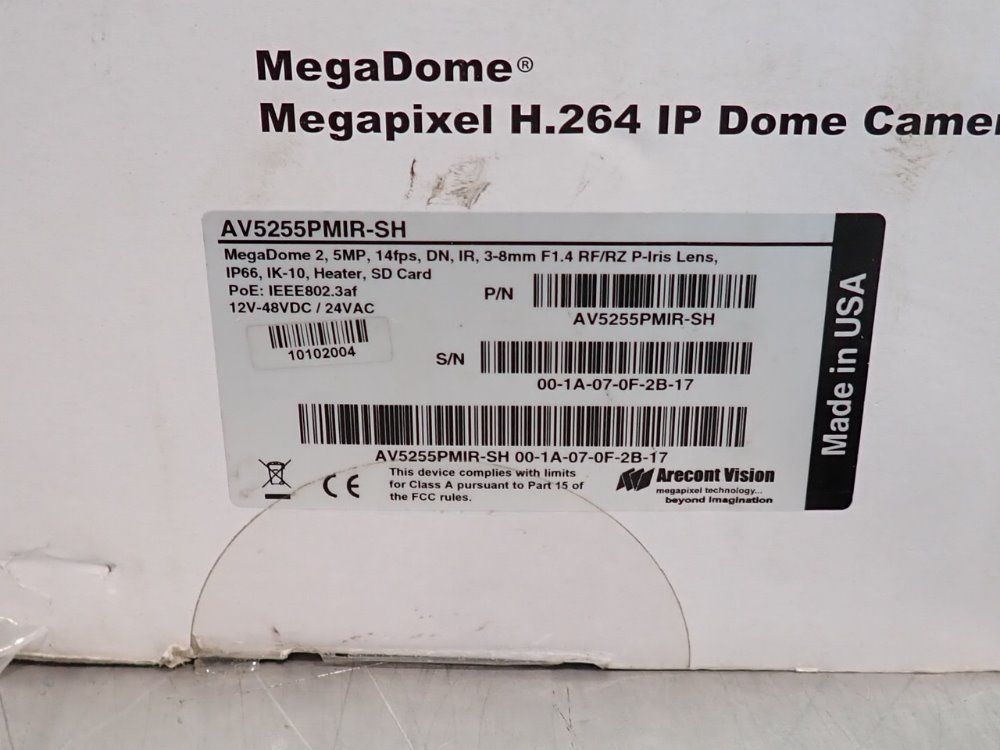 MegaDome®
Megapixel H.264 IP Dome Camer
AV5255PMIR-SH
MegaDome 2, 5MP, 14fps, DN, IR, 3-8mm F1.4 RF/RZ P-Iris Lens,
IP66, IK-10, Heater, SD Card
PoE: IEEE802.3af
12V-48VDC / 24VAC
P/N
AV5255PMIR-SH
10102004
S/N
00-1A-07-0F-2B-17
AV5255PMIR-SH 00-1A-07-0F-2B-17
CE
This device complies with limits
for Class A pursuant to Part 15 of
the FCC rules.
Arecont Vision
megapixel technology...
beyond imagination
Made in USA